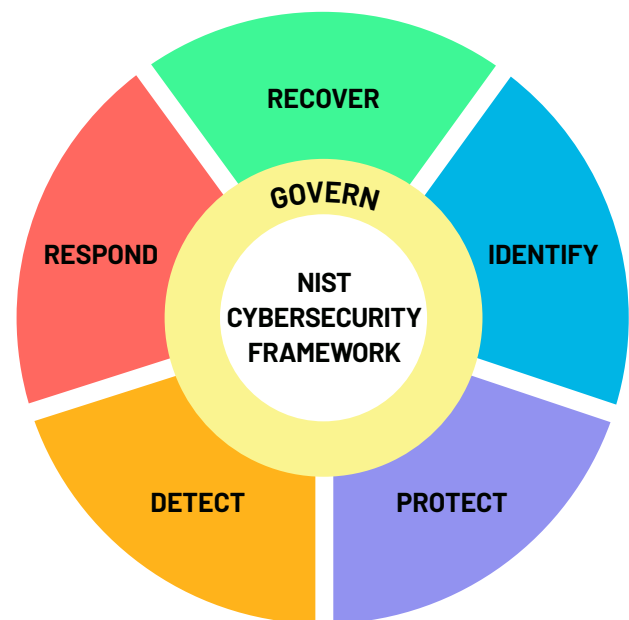 RECOVER
GOVERN
RESPOND
IDENTIFY
NIST
CYBERSECURITY
FRAMEWORK
DETECT
PROTECT